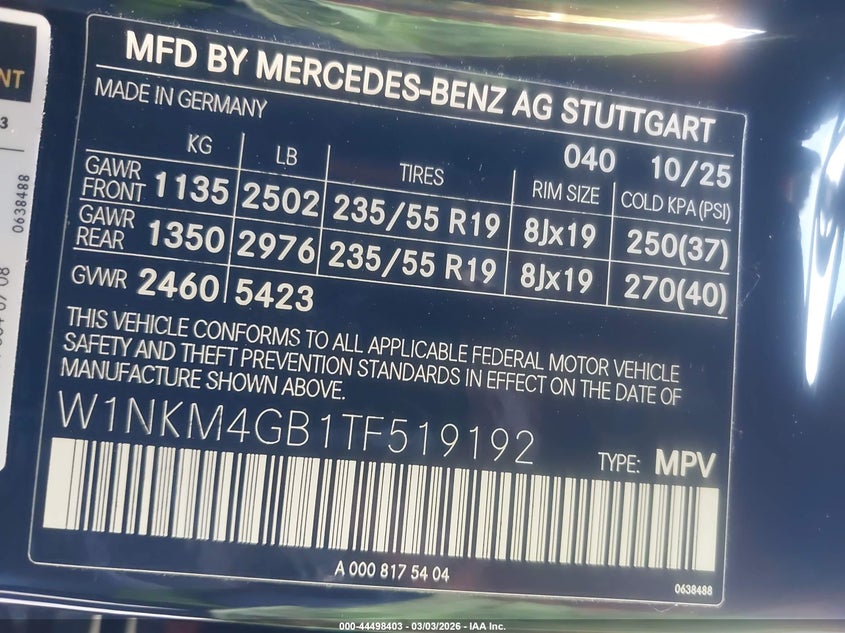 MFD BY MERCEDES-BENZ AG STUTTGART
MADE IN GERMANY
040 10/25
KG LB TIRES RIM SIZE COLD KPA (PSI)
GAWR FRONT 1135 2502 235/55 R19 8Jx19 250(37)
GAWR REAR 1350 2976 235/55 R19 8Jx19 270(40)
GVWR 2460 5423
THIS VEHICLE CONFORMS TO ALL APPLICABLE FEDERAL MOTOR VEHICLE
SAFETY AND THEFT PREVENTION STANDARDS IN EFFECT ON THE DATE OF
MANUFACTURE SHOWN ABOVE.
W1NKM4GB1TF519192
TYPE: MPV
A 000 817 54 04
0638488
0638488
000-44498403 - 03/03/2026 - IAA Inc.